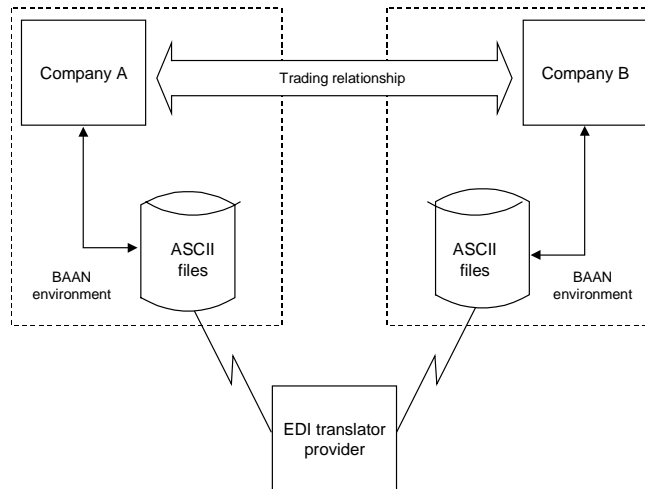 Company A
Trading relationship
Company B
ASCII
files
ASCII
files
BAAN
environment
BAAN
environment
EDI translator
provider